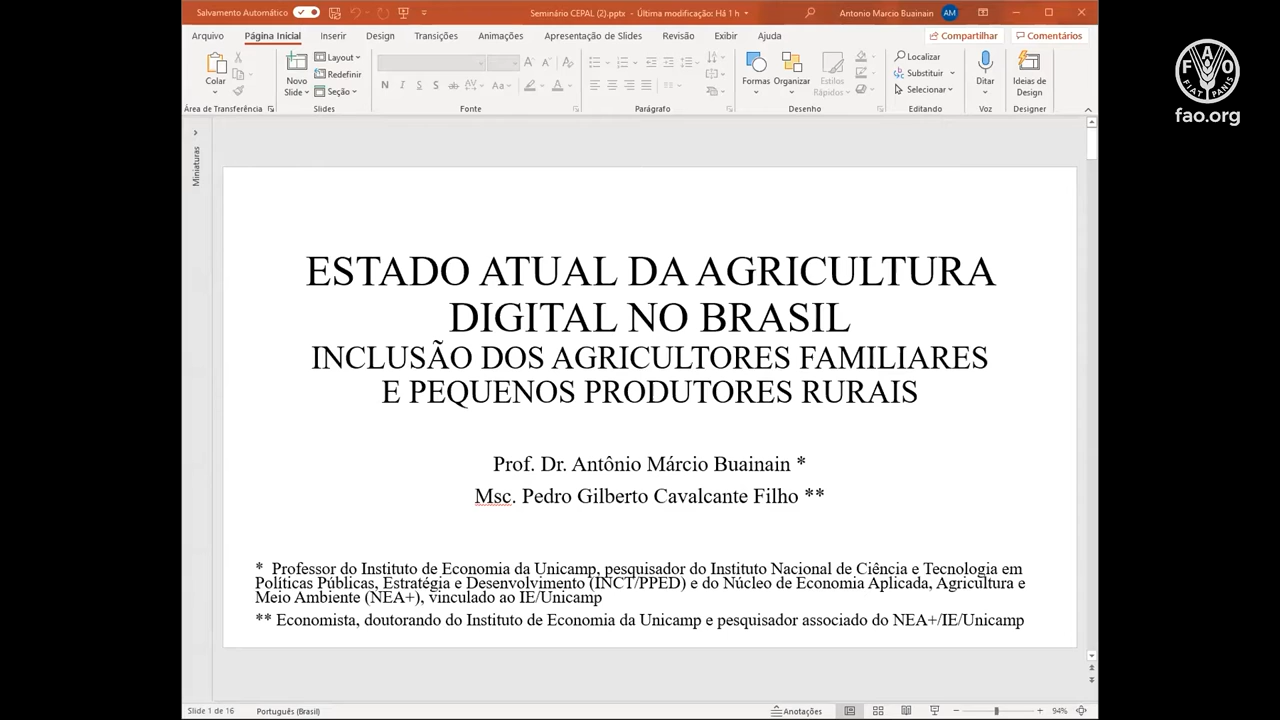 Salvamento Automático
Seminário CEPAL (2).pptx - Última modificação: Há 1 h
Antonio Marcio Buainain AM
Arquivo Página Inicial Inserir Design Transições Animações Apresentação de Slides Revisão Exibir Ajuda Compartilhar Comentários
Colar
Novo Slide
Layout
Redefinir
Seção
N I S S ab AV Aa A
Formas
Organizar
Estilos Rápidos
Localizar
Substituir
Selecionar
Ditar
Ideias de Design
Área de Transferência Slides Fonte Parágrafo Desenho Editando Voz Designer
FAO
FIAT PANIS
fao.org
Miniaturas
ESTADO ATUAL DA AGRICULTURA
DIGITAL NO BRASIL
INCLUSÃO DOS AGRICULTORES FAMILIARES
E PEQUENOS PRODUTORES RURAIS
Prof. Dr. Antônio Márcio Buainain *
Msc. Pedro Gilberto Cavalcante Filho **
* Professor do Instituto de Economia da Unicamp, pesquisador do Instituto Nacional de Ciência e Tecnologia em
Políticas Públicas, Estratégia e Desenvolvimento (INCT/PPED) e do Núcleo de Economia Aplicada, Agricultura e
Meio Ambiente (NEA+), vinculado ao IE/Unicamp
** Economista, doutorando do Instituto de Economia da Unicamp e pesquisador associado do NEA+/IE/Unicamp
Slide 1 de 16 Português (Brasil) Anotações 94%